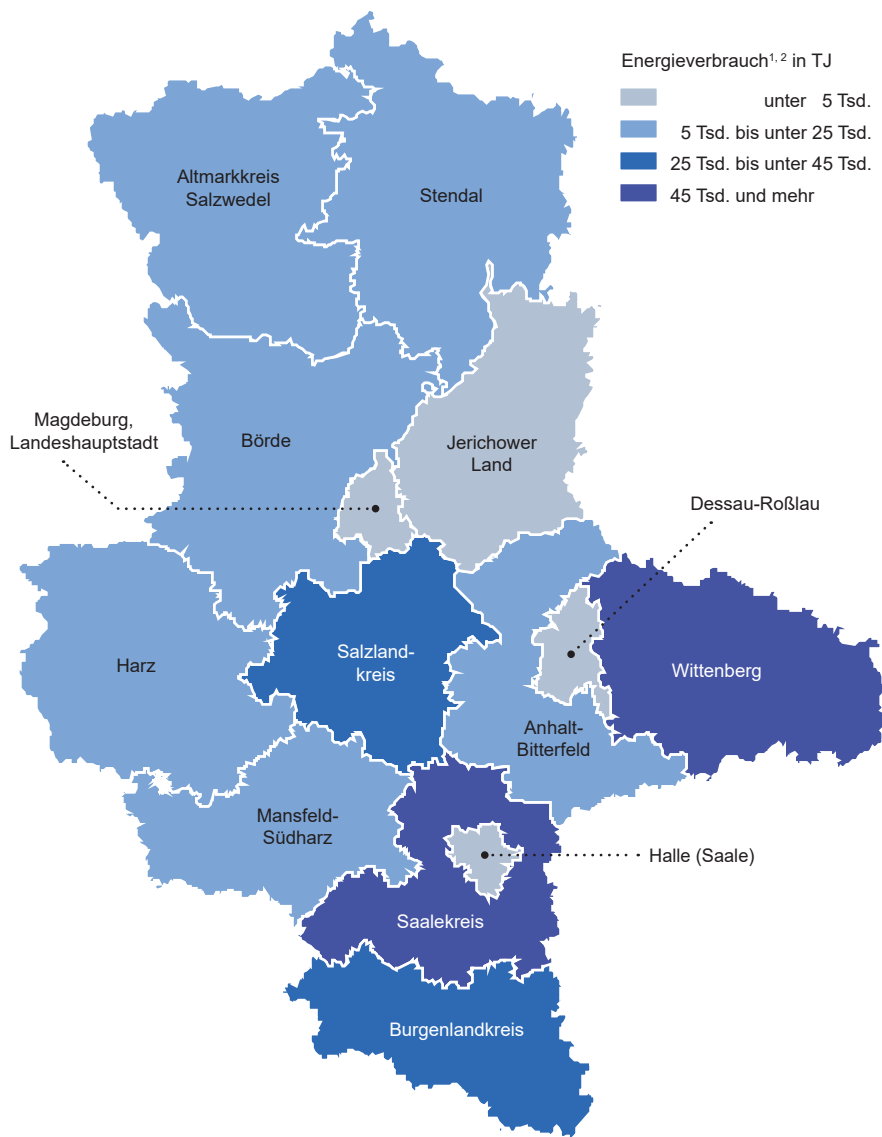 Energieverbrauch¹, ² in TJ
unter 5 Tsd.
5 Tsd. bis unter 25 Tsd.
25 Tsd. bis unter 45 Tsd.
45 Tsd. und mehr
Altmarkkreis
Salzwedel
Stendal
Magdeburg,
Landeshauptstadt
Börde
Jerichower
Land
Dessau-Roßlau
Harz
Salzland-
kreis
Wittenberg
Anhalt-
Bitterfeld
Mansfeld-
Südharz
Halle (Saale)
Saalekreis
Burgenlandkreis